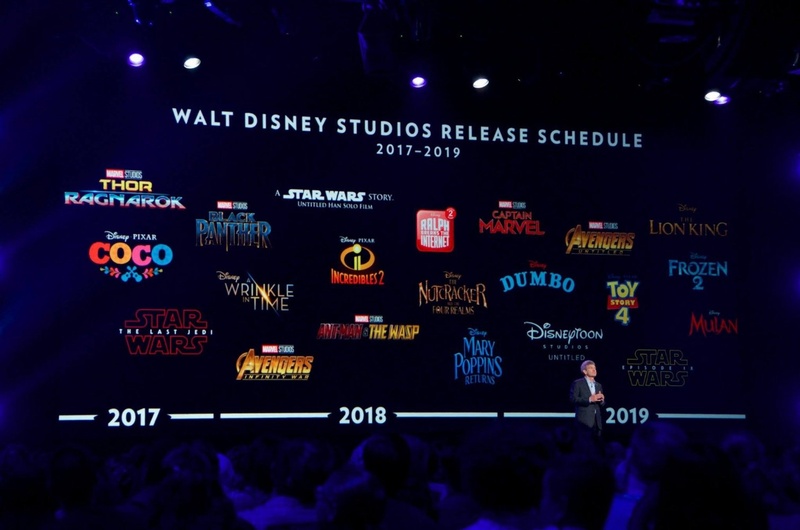 WALT DISNEY STUDIOS RELEASE SCHEDULE
2017–2019
MARVEL STUDIOS
THOR
RAGNAROK
Disney PIXAR
COCO
STAR
THE LAST JEDI
WARS
2017
MARVEL STUDIOS
BLACK
PANTHER
Disney
A WRINKLE
IN TIME
MARVEL STUDIOS
AVENGERS
INFINITY WAR
A STAR WARS STORY
UNTITLED HAN SOLO FILM
Disney PIXAR
INCREDIBLES 2
MARVEL STUDIOS
ANT-MAN AND THE WASP
2
RALPH
BREAKS THE
INTERNET
Disney
THE
NUTCRACKER
AND THE
FOUR REALMS
Disney
MARY
POPPINS
RETURNS
2018
MARVEL STUDIOS
CAPTAIN
MARVEL
Disney
DUMBO
DISNEYTOON
STUDIOS
UNTITLED
MARVEL STUDIOS
AVENGERS
UNTITLED
TOY
STORY
4
Disney
THE
LION KING
Disney
FROZEN
2
Disney
MULAN
STAR
EPISODE IX
WARS
2019